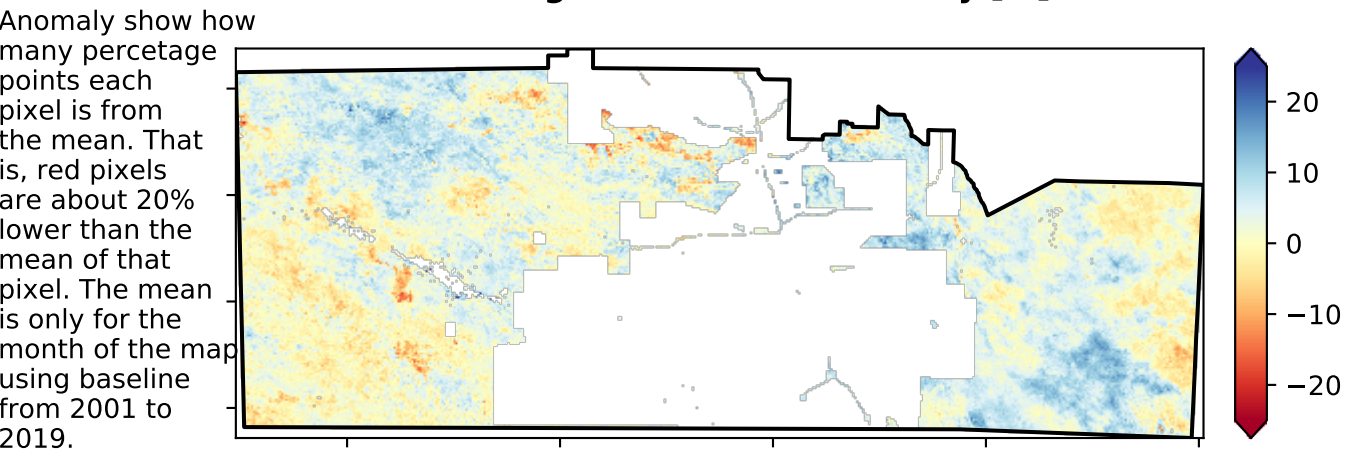 Anomaly show how
many percetage
points each
pixel is from
the mean. That
is, red pixels
are about 20%
lower than the
mean of that
pixel. The mean
is only for the
month of the map
using baseline
from 2001 to
2019.
20
10
0
−10
−20